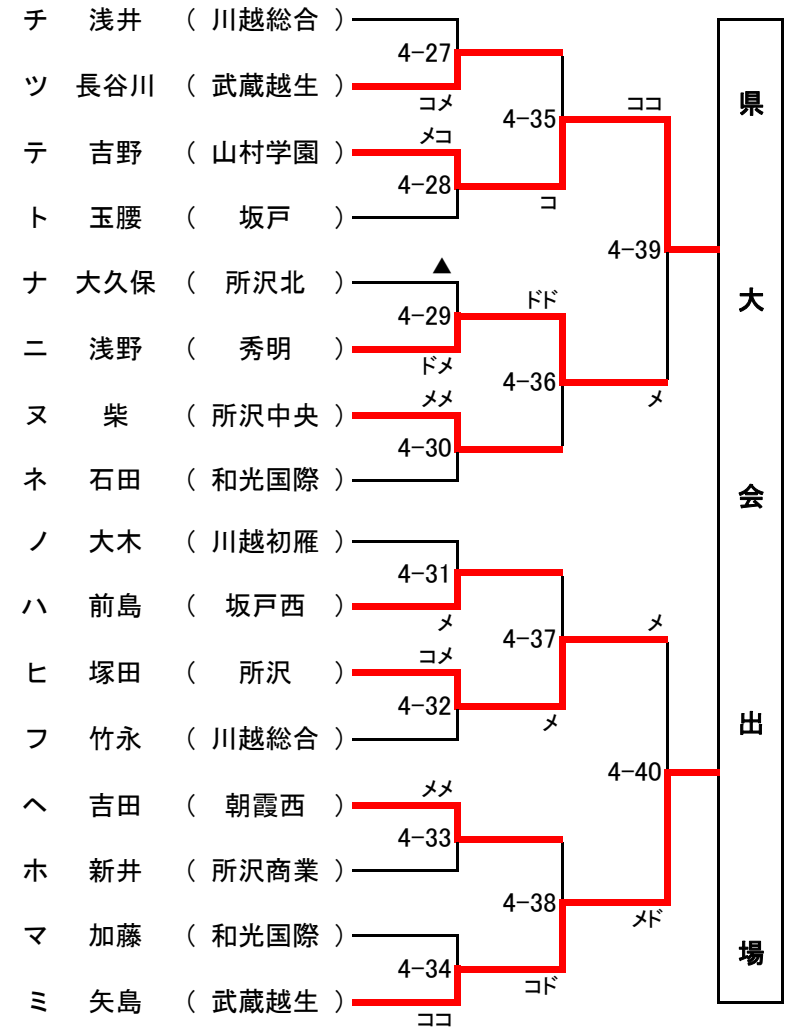 チ 浅井 ( 川越総合 )
4-27
ツ 長谷川 ( 武蔵越生 )
コメ
4-35
ココ
メコ
テ 吉野 ( 山村学園 )
4-28
コ
ト 玉腰 ( 坂戸 )
4-39
▲
ナ 大久保 ( 所沢北 )
4-29
ドド
ニ 浅野 ( 秀明 )
ドメ
4-36
メ
メメ
ヌ 柴 ( 所沢中央 )
4-30
ネ 石田 ( 和光国際 )
ノ 大木 ( 川越初雁 )
4-31
ハ 前島 ( 坂戸西 )
メ
4-37
メ
コメ
ヒ 塚田 ( 所沢 )
4-32
メ
フ 竹永 ( 川越総合 )
4-40
メメ
ヘ 吉田 ( 朝霞西 )
4-33
ホ 新井 ( 所沢商業 )
4-38
メド
マ 加藤 ( 和光国際 )
4-34
コド
ミ 矢島 ( 武蔵越生 )
ココ
県
大
会
出
場